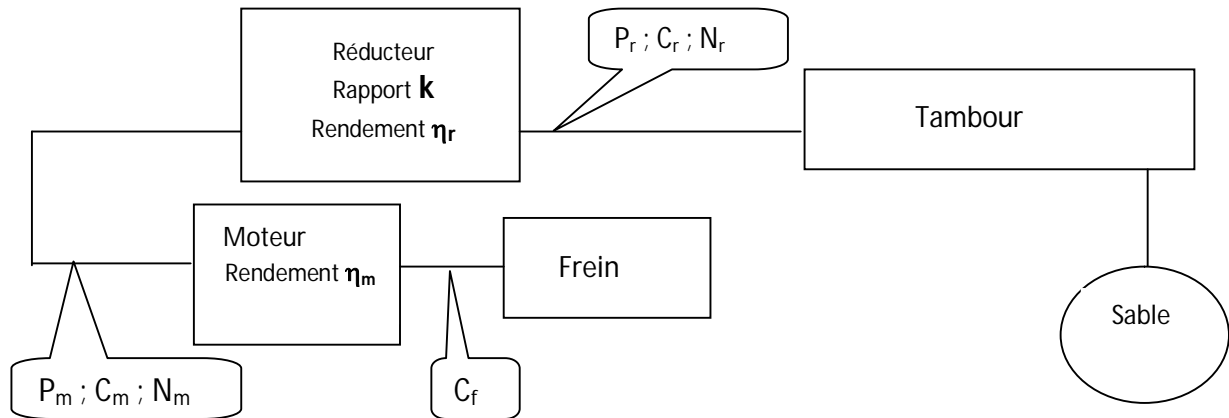 Réducteur
Rapport k
Rendement ηr
Pr ; Cr ; Nr
Tambour
Moteur
Rendement ηm
Frein
Sable
Pm ; Cm ; Nm
Cf